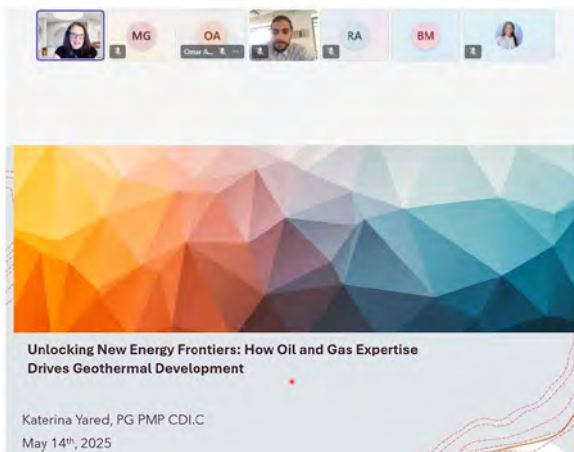 MG
OA
Omar A...
RA
BM
Unlocking New Energy Frontiers: How Oil and Gas Expertise
Drives Geothermal Development
Katerina Yared, PG PMP CDI.C
May 14th, 2025